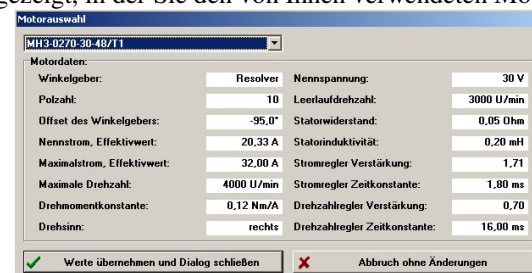 gezeigt, in der Sie den von Ihnen verwendeten Mo
Motorauswahl
MH3-0270-30-48/T1
Motordaten:
Winkelgeber: Resolver Nennspannung: 30 V
Polzahl: 10 Leerlaufdrehzahl: 3000 U/min
Offset des Winkelgebers: -95,0° Statorwiderstand: 0,05 Ohm
Nennstrom, Effektivwert: 20,33 A Statorinduktivität: 0,20 mH
Maximalstrom, Effektivwert: 32,00 A Stromregler Verstärkung: 1,71
Maximale Drehzahl: 4000 U/min Stromregler Zeitkonstante: 1,80 ms
Drehmomentkonstante: 0,12 Nm/A Drehzahlregler Verstärkung: 0,70
Drehsinn: rechts Drehzahlregler Zeitkonstante: 16,00 ms
Werte übernehmen und Dialog schließen Abbruch ohne Änderungen